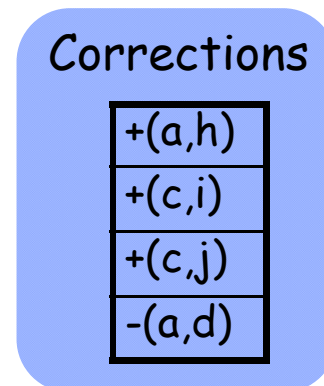 Corrections
+(a,h)
+(c,i)
+(c,j)
-(a,d)